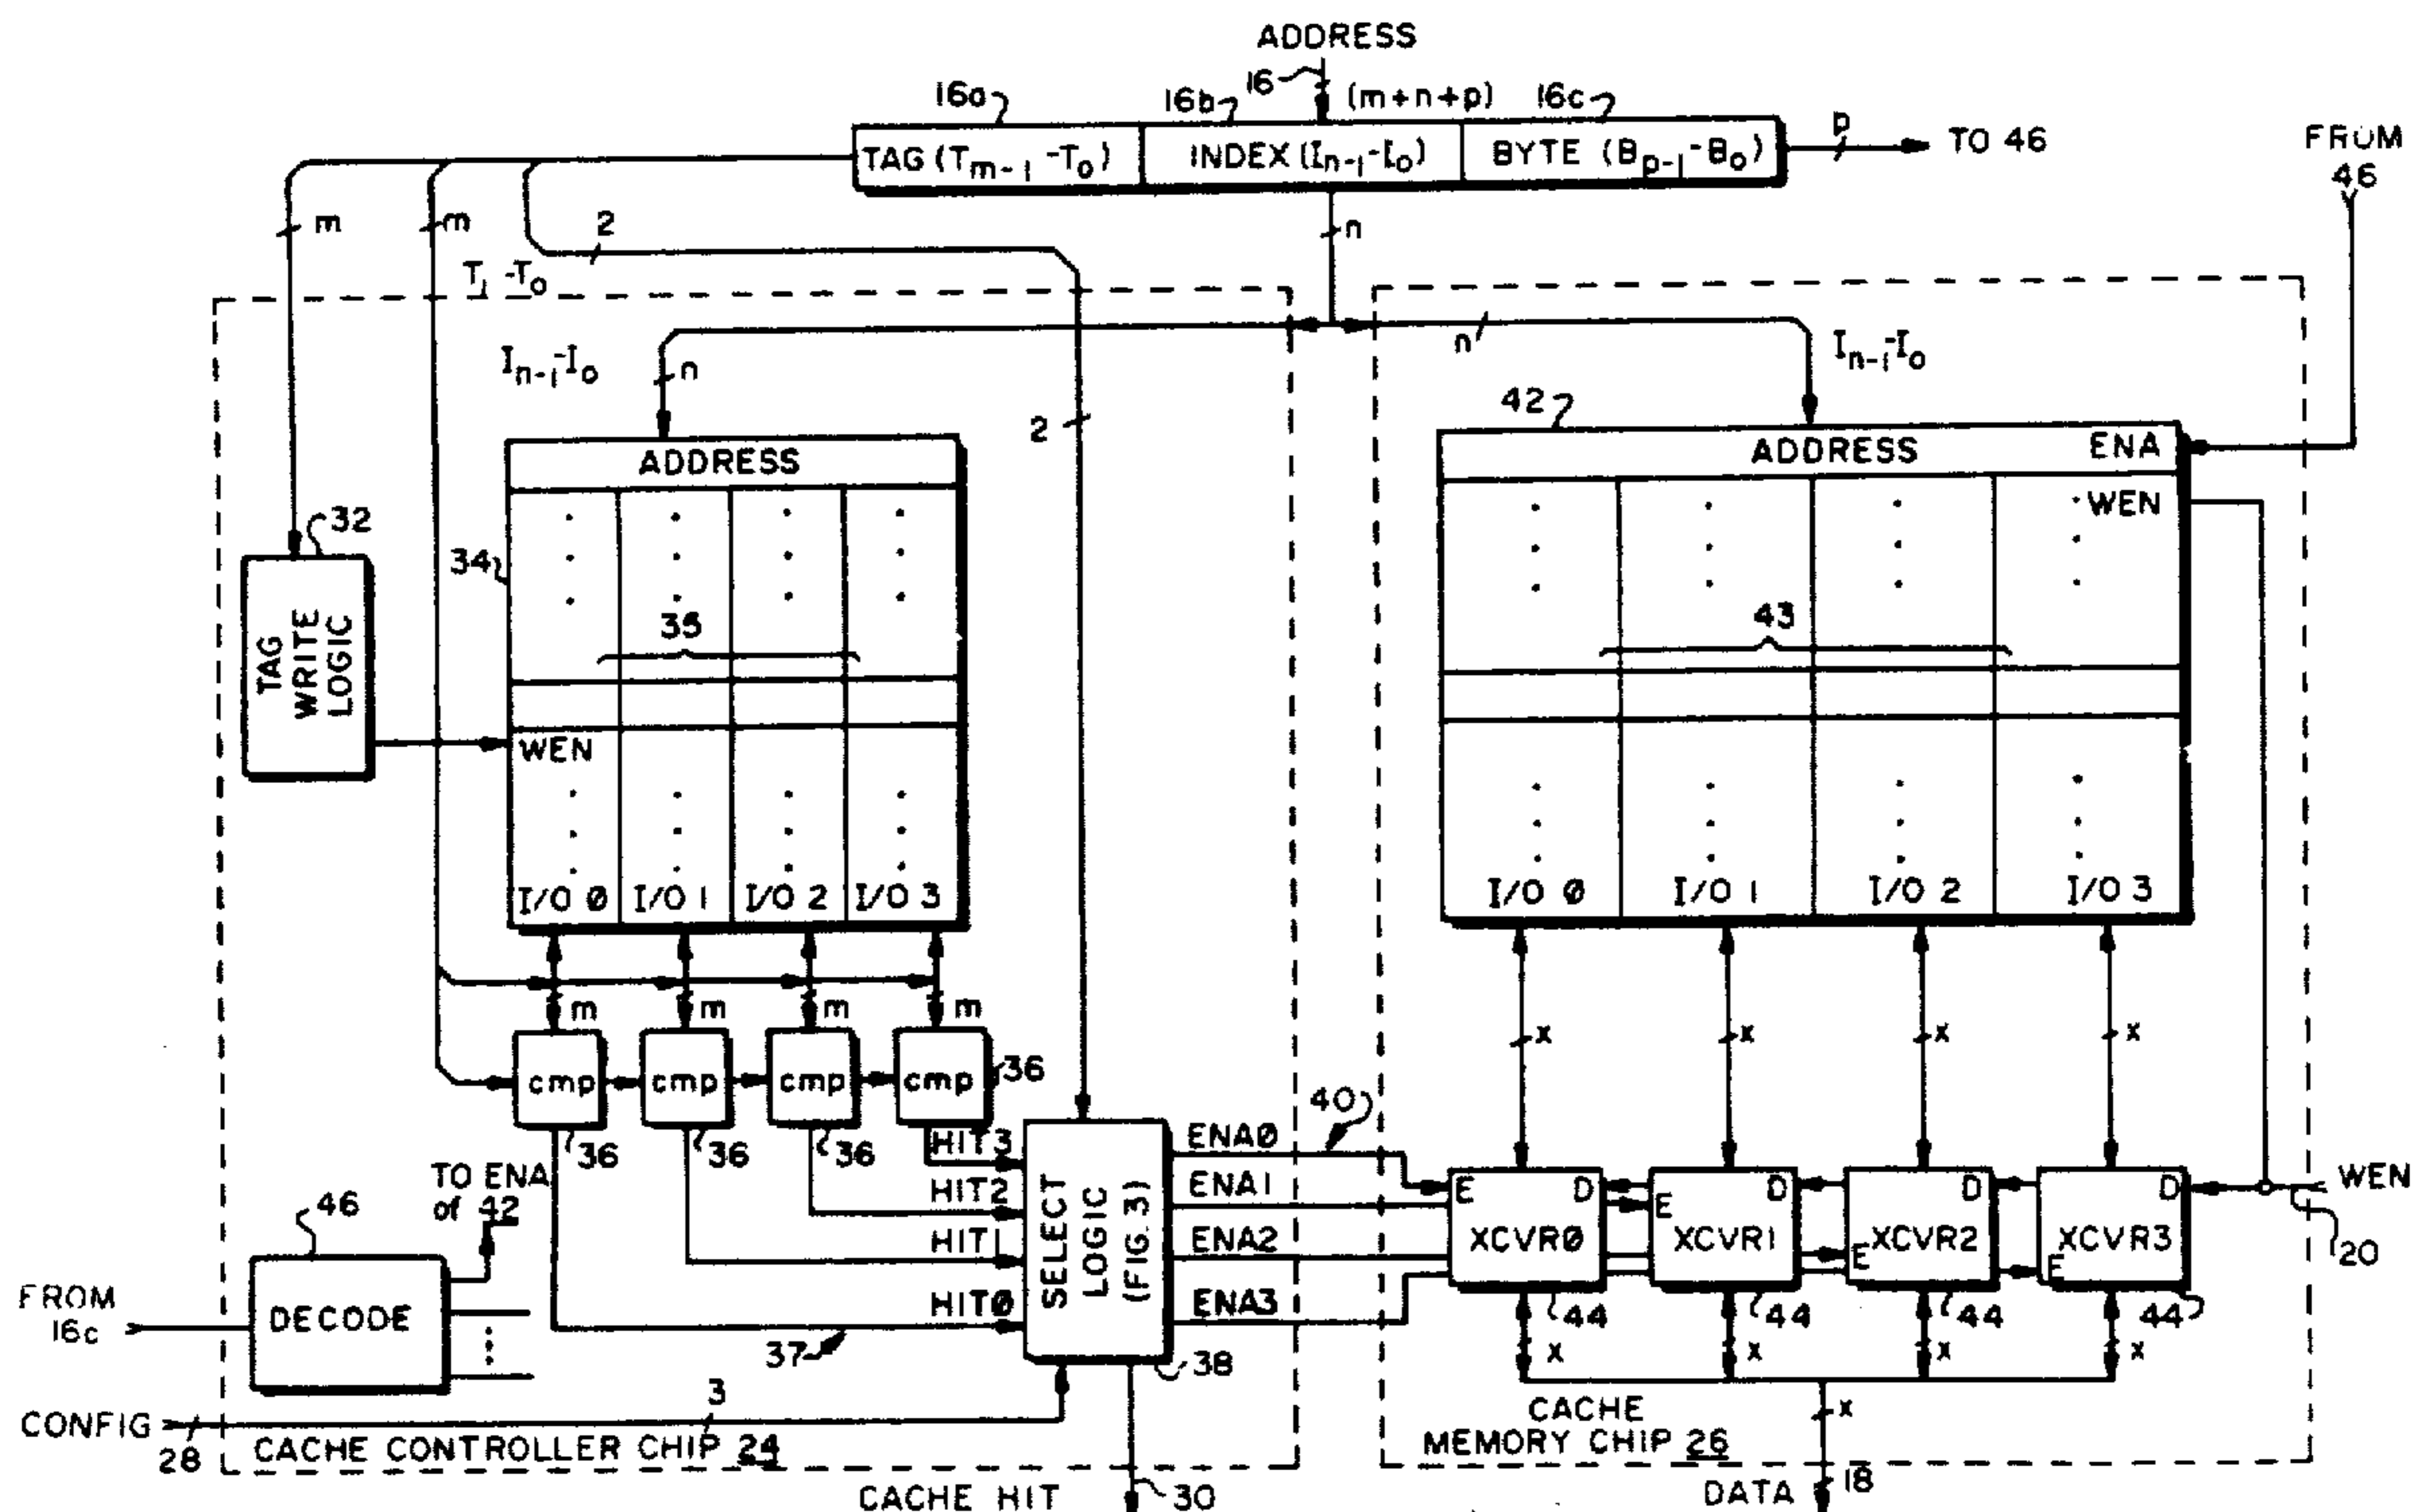 ADDRESS
16
(m+n+p)
16a
16b
16c
TAG (Tm-1 -T0)
INDEX (In-1-I0)
BYTE (Bp-1-B0)
p
TO 46
FROM
46
m
m
2
n
T1 -T0
In-1-I0
n
n
In-1-I0
2
42
ADDRESS
ADDRESS
ENA
WEN
32
34
TAG
WRITE
LOGIC
35
43
WEN
I/O 0
I/O 1
I/O 2
I/O 3
I/O 0
I/O 1
I/O 2
I/O 3
m
m
m
m
x
x
x
x
cmp
cmp
cmp
cmp
36
36
36
36
40
HIT3
HIT2
HIT1
HIT0
SELECT
LOGIC
(FIG. 3)
ENA0
ENA1
ENA2
ENA3
E
D
XCVR0
E
D
XCVR1
E
D
XCVR2
E
D
XCVR3
WEN
20
TO ENA
of 42
46
DECODE
FROM
16c
37
38
44
44
44
44
x
x
x
x
CONFIG
28
3
CACHE CONTROLLER CHIP 24
CACHE
MEMORY CHIP 26
x
CACHE HIT
30
DATA
18